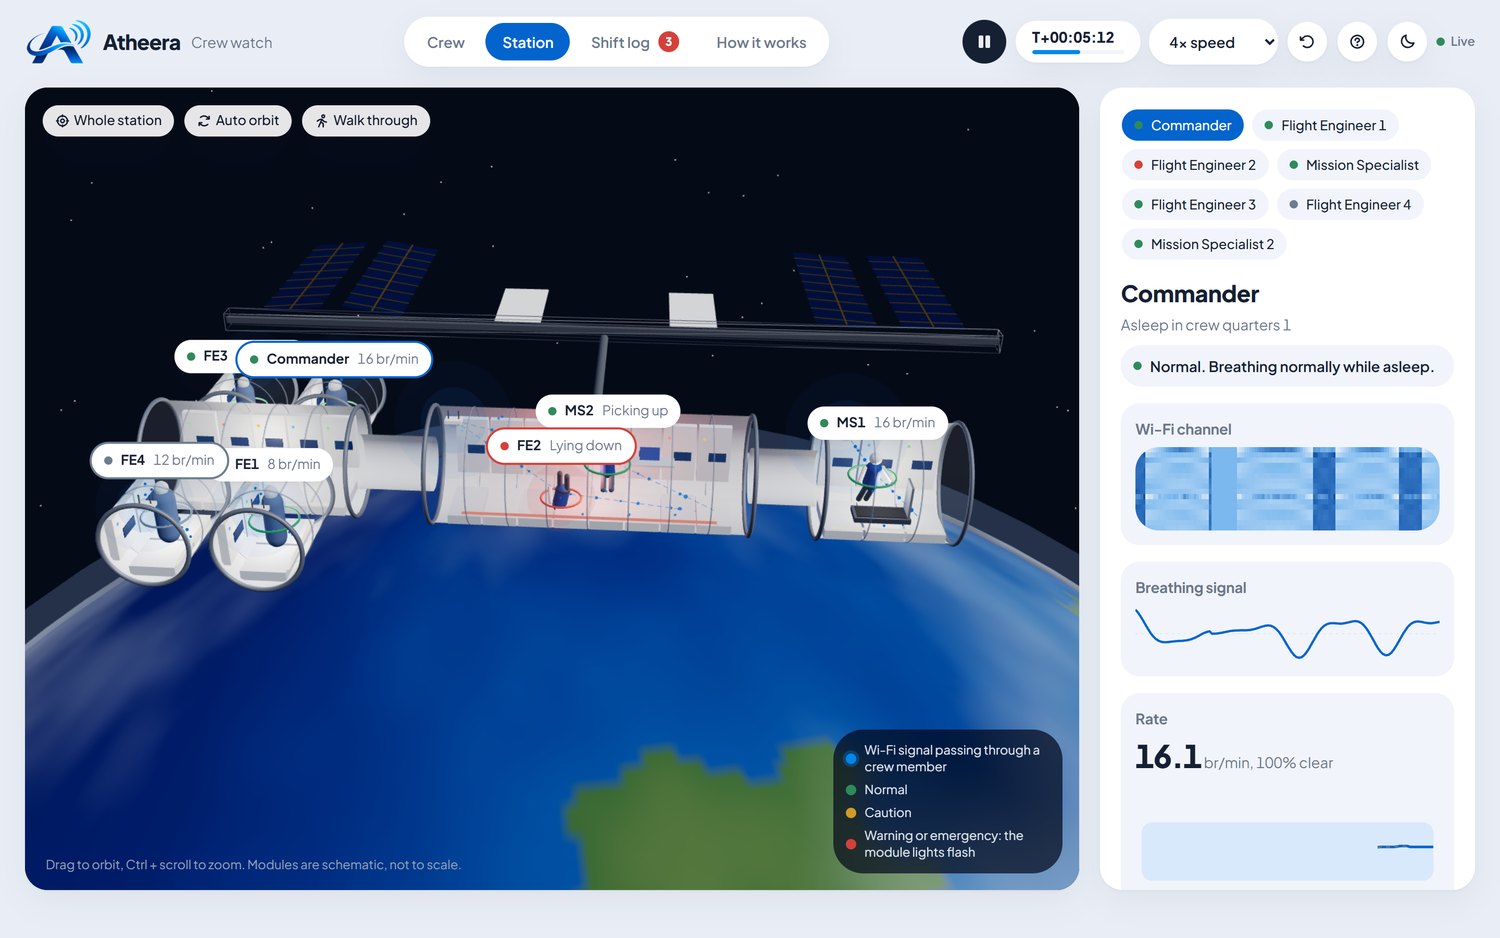 Atheera Crew watch
Crew Station Shift log 3 How it works
T+00:05:12
4× speed
Live
Whole station Auto orbit Walk through
FE3
Commander 16 br/min
MS2 Picking up
FE2 Lying down
MS1 16 br/min
FE4 12 br/min
FE1 8 br/min
Wi-Fi signal passing through a
crew member
Normal
Caution
Warning or emergency: the
module lights flash
Drag to orbit, Ctrl + scroll to zoom. Modules are schematic, not to scale.
Commander Flight Engineer 1
Flight Engineer 2 Mission Specialist
Flight Engineer 3 Flight Engineer 4
Mission Specialist 2
Commander
Asleep in crew quarters 1
Normal. Breathing normally while asleep.
Wi-Fi channel
Breathing signal
Rate
16.1 br/min, 100% clear